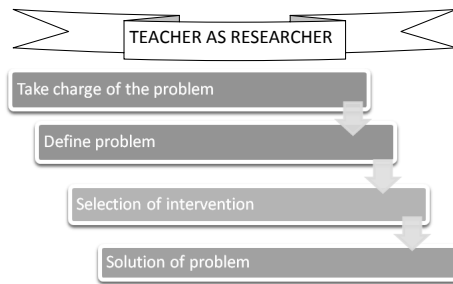 TEACHER AS RESEARCHER
Take charge of the problem
Define problem
Selection of intervention
Solution of problem